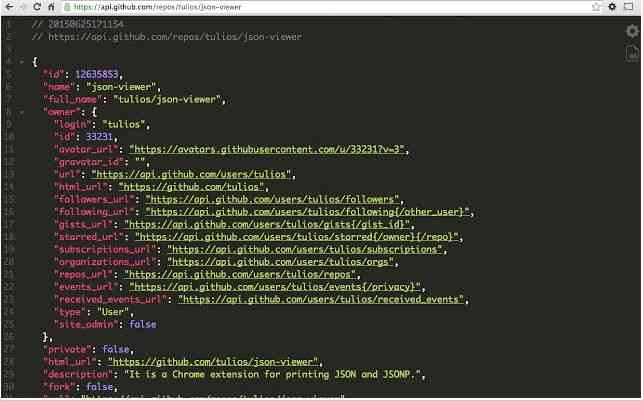 https://api.github.com/repos/tulios/json-viewer
1 // 20150625171154
2 // https://api.github.com/repos/tulios/json-viewer
3
4 {
5 "id": 12635853,
6 "name": "json-viewer",
7 "full_name": "tulios/json-viewer",
8 "owner": {
9 "login": "tulios",
10 "id": 33231,
11 "avatar_url": "https://avatars.githubusercontent.com/u/33231?v=3",
12 "gravatar_id": "",
13 "url": "https://api.github.com/users/tulios",
14 "html_url": "https://github.com/tulios",
15 "followers_url": "https://api.github.com/users/tulios/followers",
16 "following_url": "https://api.github.com/users/tulios/following{/other_user}",
17 "gists_url": "https://api.github.com/users/tulios/gists{/gist_id}",
18 "starred_url": "https://api.github.com/users/tulios/starred{/owner}{/repo}",
19 "subscriptions_url": "https://api.github.com/users/tulios/subscriptions",
20 "organizations_url": "https://api.github.com/users/tulios/orgs",
21 "repos_url": "https://api.github.com/users/tulios/repos",
22 "events_url": "https://api.github.com/users/tulios/events{/privacy}",
23 "received_events_url": "https://api.github.com/users/tulios/received_events",
24 "type": "User",
25 "site_admin": false
26 },
27 "private": false,
28 "html_url": "https://github.com/tulios/json-viewer",
29 "description": "It is a Chrome extension for printing JSON and JSONP.",
30 "fork": false,